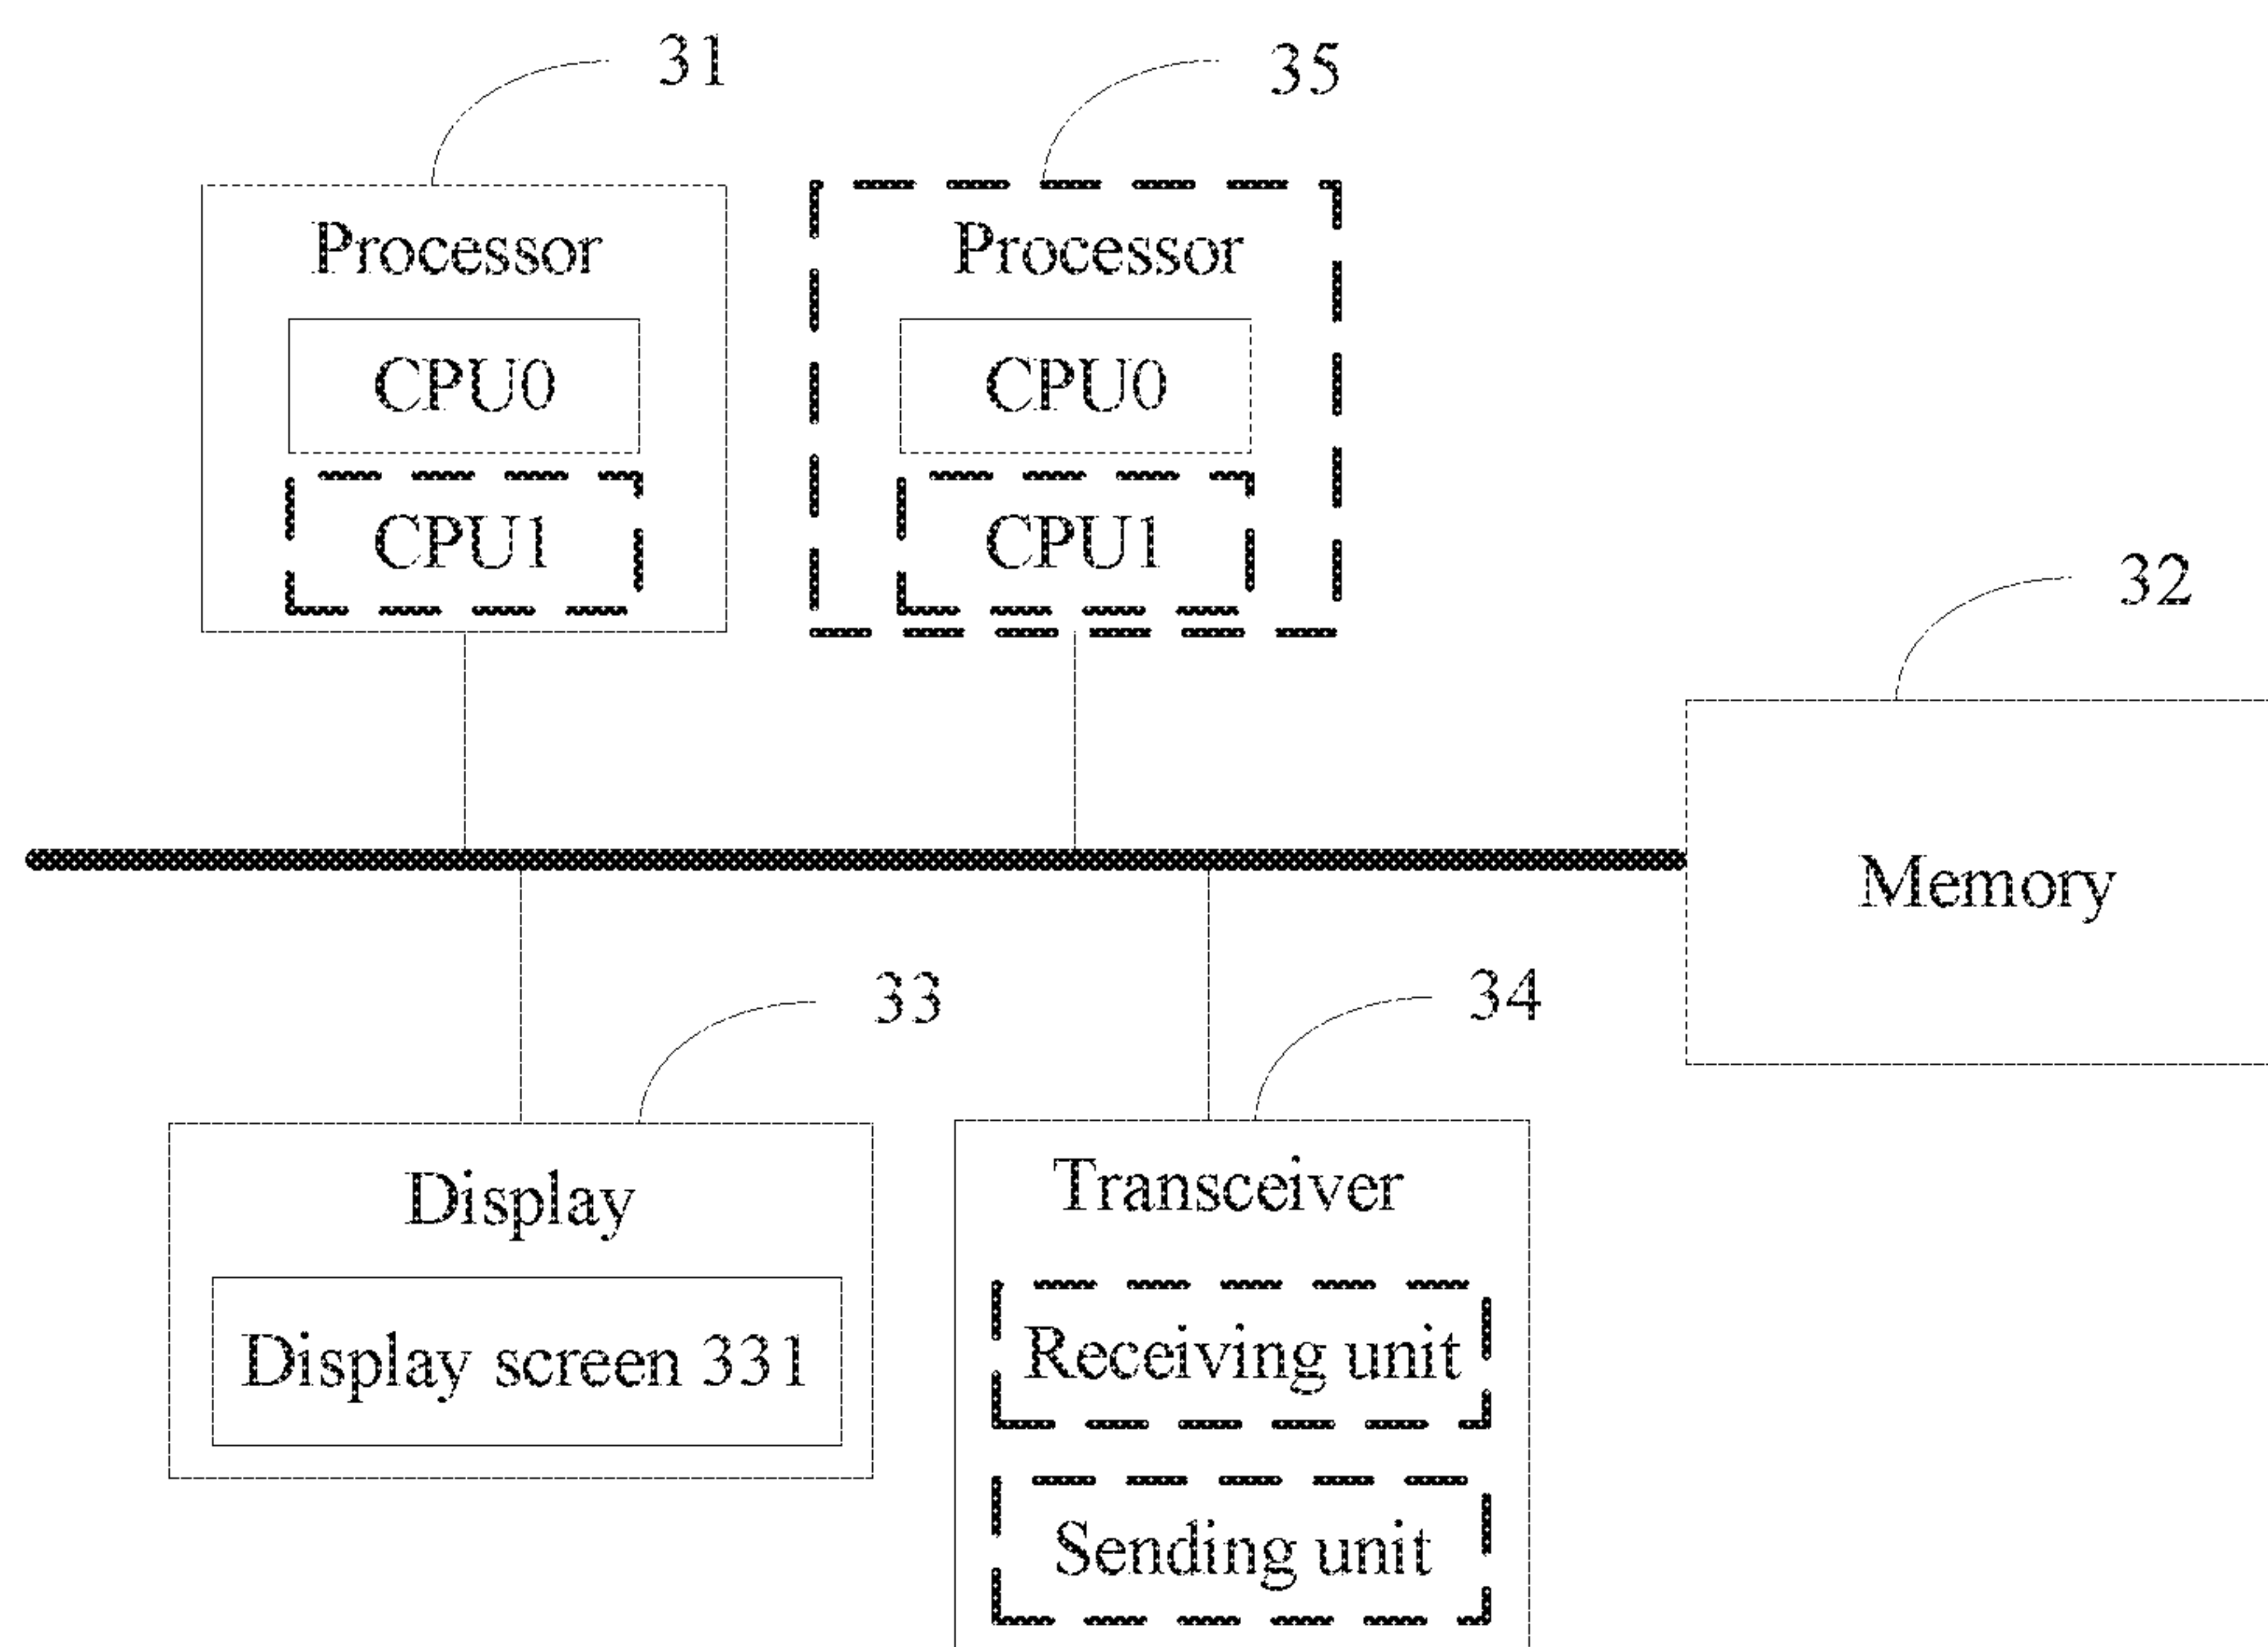 31
35
Processor
CPU0
CPU1
Processor
CPU0
CPU1
32
Memory
33
34
Display
Display screen 331
Transceiver
Receiving unit
Sending unit